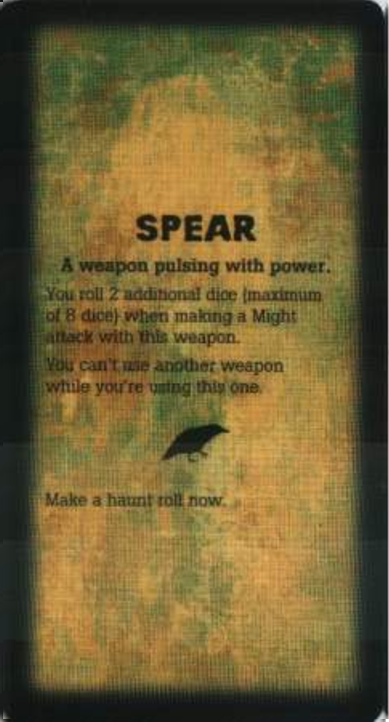 SPEAR
A weapon pulsing with power.
You roll 2 additional dice (maximum
of 8 dice) when making a Might
attack with this weapon.
You can't use another weapon
while you're using this one.
Make a haunt roll now.